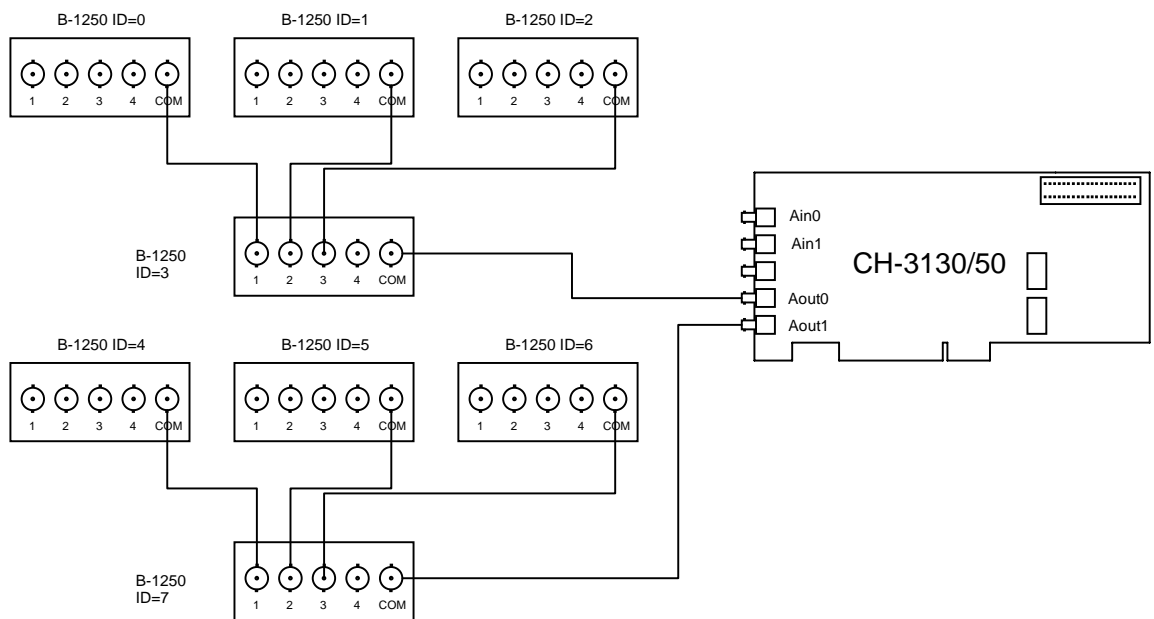 B-1250 ID=0
B-1250 ID=1
B-1250 ID=2
1 2 3 4 COM
1 2 3 4 COM
1 2 3 4 COM
B-1250
ID=3
1 2 3 4 COM
Ain0
Ain1
Aout0
Aout1
CH-3130/50
B-1250 ID=4
B-1250 ID=5
B-1250 ID=6
1 2 3 4 COM
1 2 3 4 COM
1 2 3 4 COM
B-1250
ID=7
1 2 3 4 COM